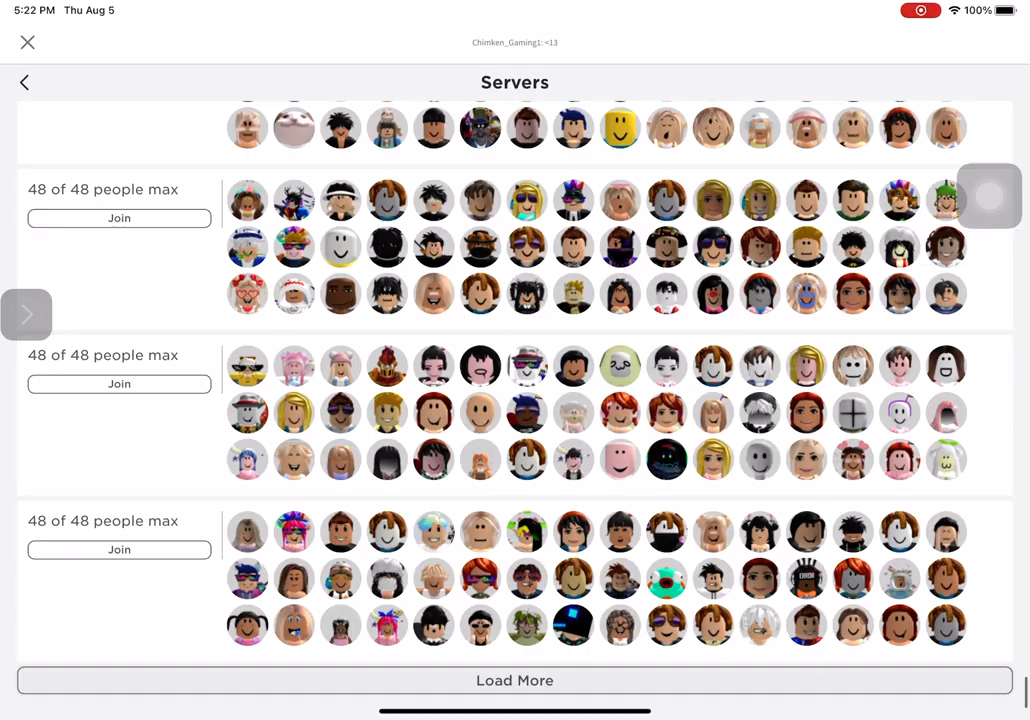 5:22 PM Thu Aug 5
100%
Chimken_Gaming1: <13
Servers
48 of 48 people max
Join
48 of 48 people max
Join
48 of 48 people max
Join
Load More